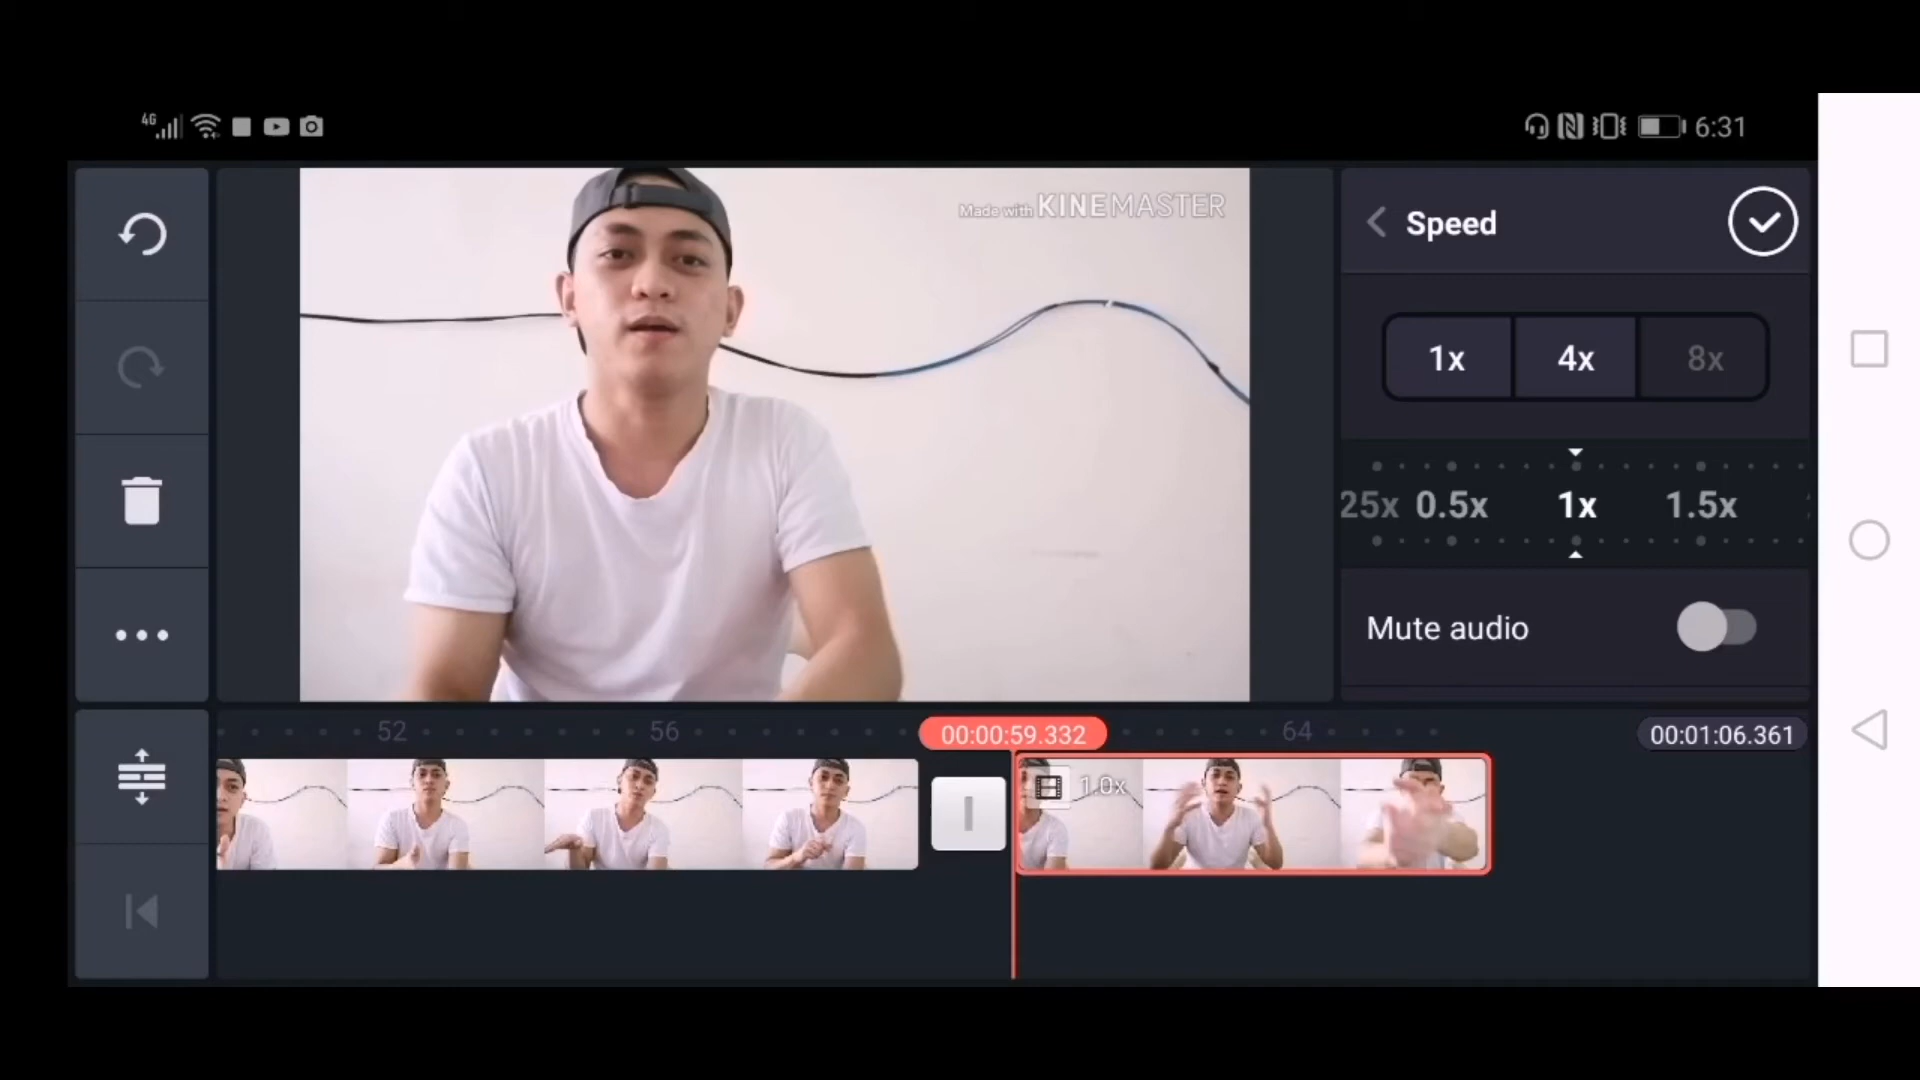 4G
6:31
Made with KINEMASTER
Speed
1x 4x 8x
25x 0.5x 1x 1.5x
Mute audio
52 56 00:00:59.332 64 00:01:06.361
1.0x